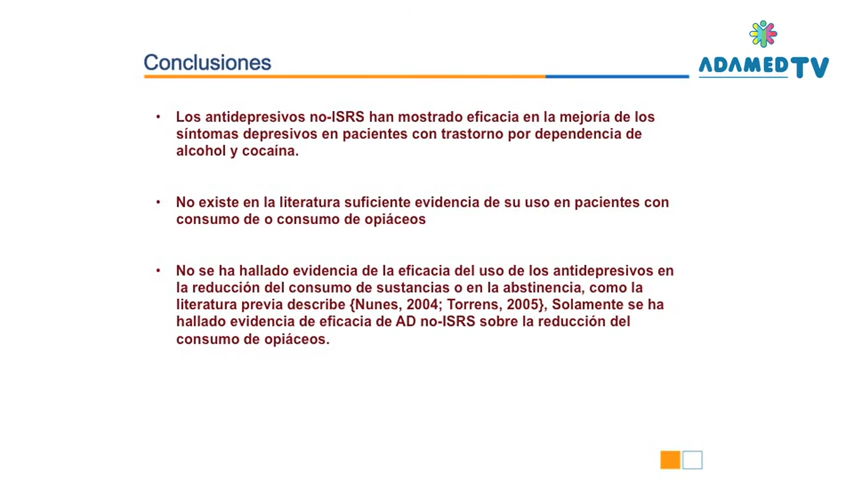 Conclusiones
ADAMEDTV
• Los antidepresivos no-ISRS han mostrado eficacia en la mejoría de los
síntomas depresivos en pacientes con trastorno por dependencia de
alcohol y cocaína.
• No existe en la literatura suficiente evidencia de su uso en pacientes con
consumo de o consumo de opiáceos
• No se ha hallado evidencia de la eficacia del uso de los antidepresivos en
la reducción del consumo de sustancias o en la abstinencia, como la
literatura previa describe {Nunes, 2004; Torrens, 2005}, Solamente se ha
hallado evidencia de eficacia de AD no-ISRS sobre la reducción del
consumo de opiáceos.